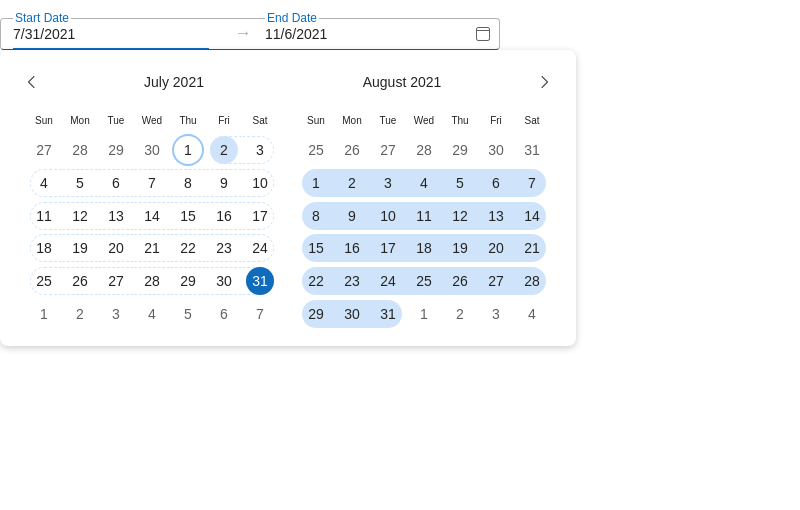 Start Date End Date
7/31/2021 → 11/6/2021
July 2021 August 2021
Sun Mon Tue Wed Thu Fri Sat Sun Mon Tue Wed Thu Fri Sat
27 28 29 30 1 2 3 25 26 27 28 29 30 31
4 5 6 7 8 9 10 1 2 3 4 5 6 7
11 12 13 14 15 16 17 8 9 10 11 12 13 14
18 19 20 21 22 23 24 15 16 17 18 19 20 21
25 26 27 28 29 30 31 22 23 24 25 26 27 28
1 2 3 4 5 6 7 29 30 31 1 2 3 4